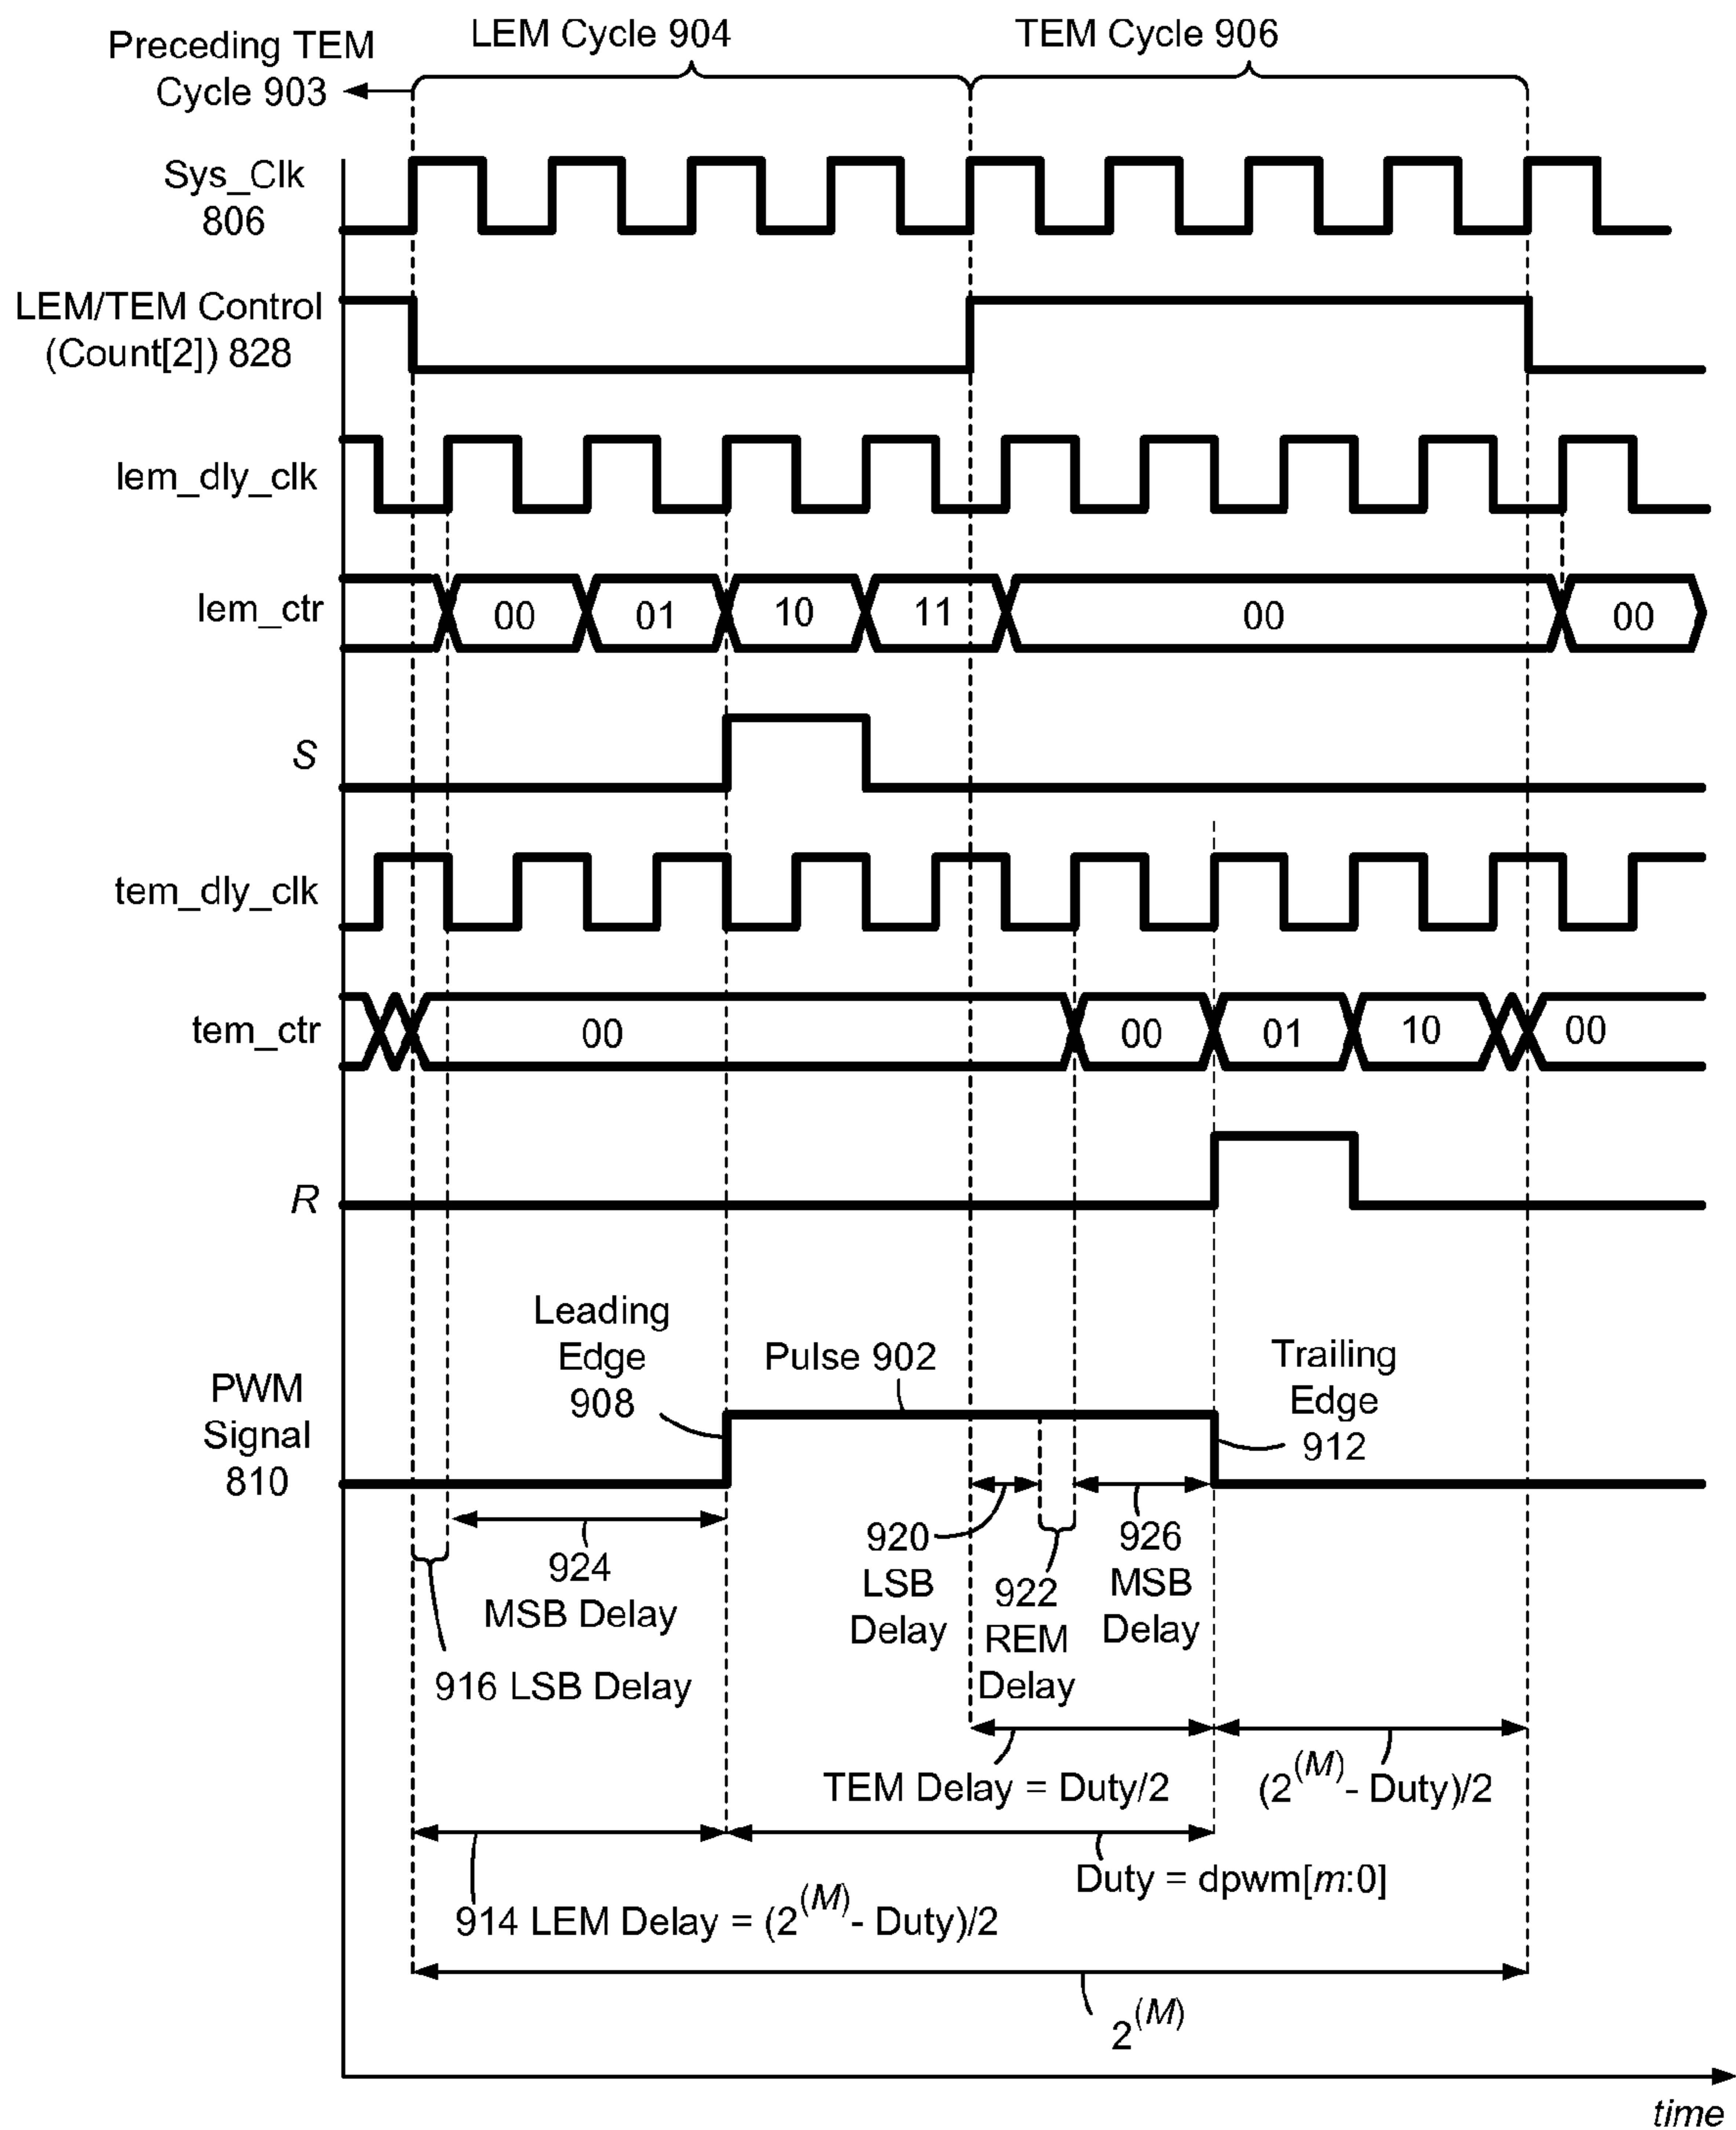 Preceding TEM
Cycle 903
LEM Cycle 904
TEM Cycle 906
Sys_Clk
806
LEM/TEM Control
(Count[2]) 828
lem_dly_clk
lem_ctr
00
01
10
11
00
00
S
tem_dly_clk
tem_ctr
00
00
01
10
00
R
Leading
Edge
908
Pulse 902
Trailing
Edge
912
PWM
Signal
810
924
MSB Delay
916 LSB Delay
920
LSB
Delay
922
REM
Delay
926
MSB
Delay
TEM Delay = Duty/2
(2^(M) - Duty)/2
Duty = dpwm[m:0]
914 LEM Delay = (2^(M) - Duty)/2
2^(M)
time